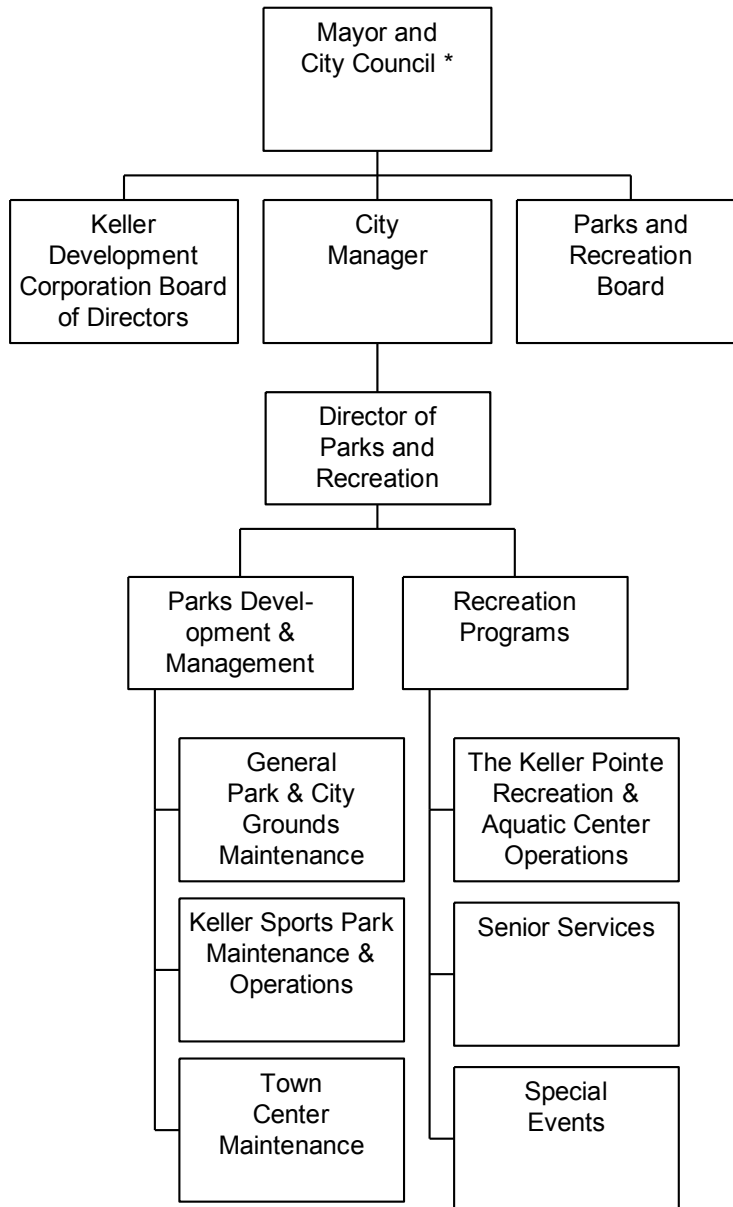 Mayor and
City Council *
Keller
Development
Corporation Board
of Directors
City
Manager
Parks and
Recreation
Board
Director of
Parks and
Recreation
Parks Devel-
opment &
Management
Recreation
Programs
General
Park & City
Grounds
Maintenance
The Keller Pointe
Recreation &
Aquatic Center
Operations
Keller Sports Park
Maintenance &
Operations
Senior Services
Town
Center
Maintenance
Special
Events